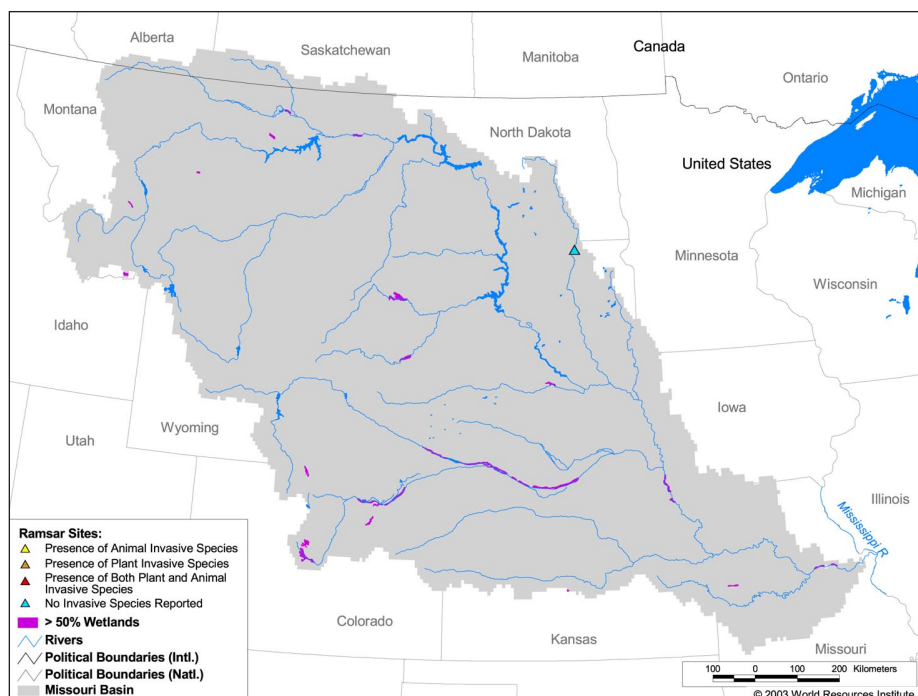 Alberta
Saskatchewan
Manitoba
Canada
Ontario
Montana
North Dakota
United States
Michigan
Minnesota
Wisconsin
Idaho
Iowa
Wyoming
Utah
Illinois
Mississippi R
Colorado
Kansas
Missouri
Ramsar Sites:
Presence of Animal Invasive Species
Presence of Plant Invasive Species
Presence of Both Plant and Animal
Invasive Species
No Invasive Species Reported
> 50% Wetlands
Rivers
Political Boundaries (Intl.)
Political Boundaries (Natl.)
Missouri Basin
100 0 100 200 Kilometers
© 2003 World Resources Institute